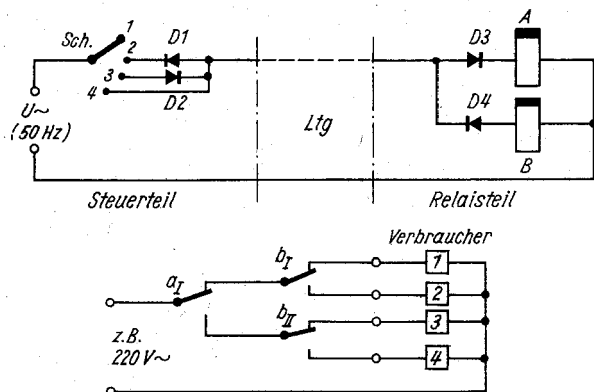 Sch.
1
2
3
4
D1
D2
U~
(50 Hz)
Ltg
D3
A
D4
B
Steuerteil
Relaisteil
Verbraucher
a_I
b_I
b_II
1
2
3
4
z.B.
220 V~